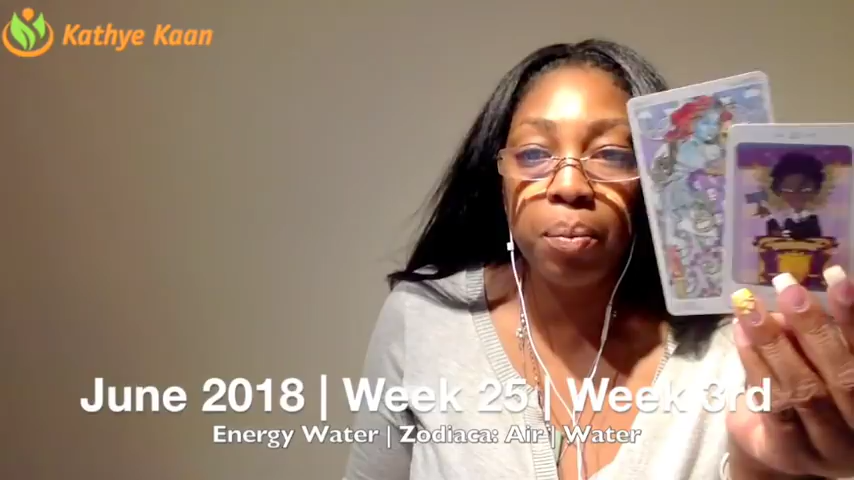 Kathye Kaan
June 2018 | Week 25 | Week 3rd
Energy Water | Zodiaca: Air | Water